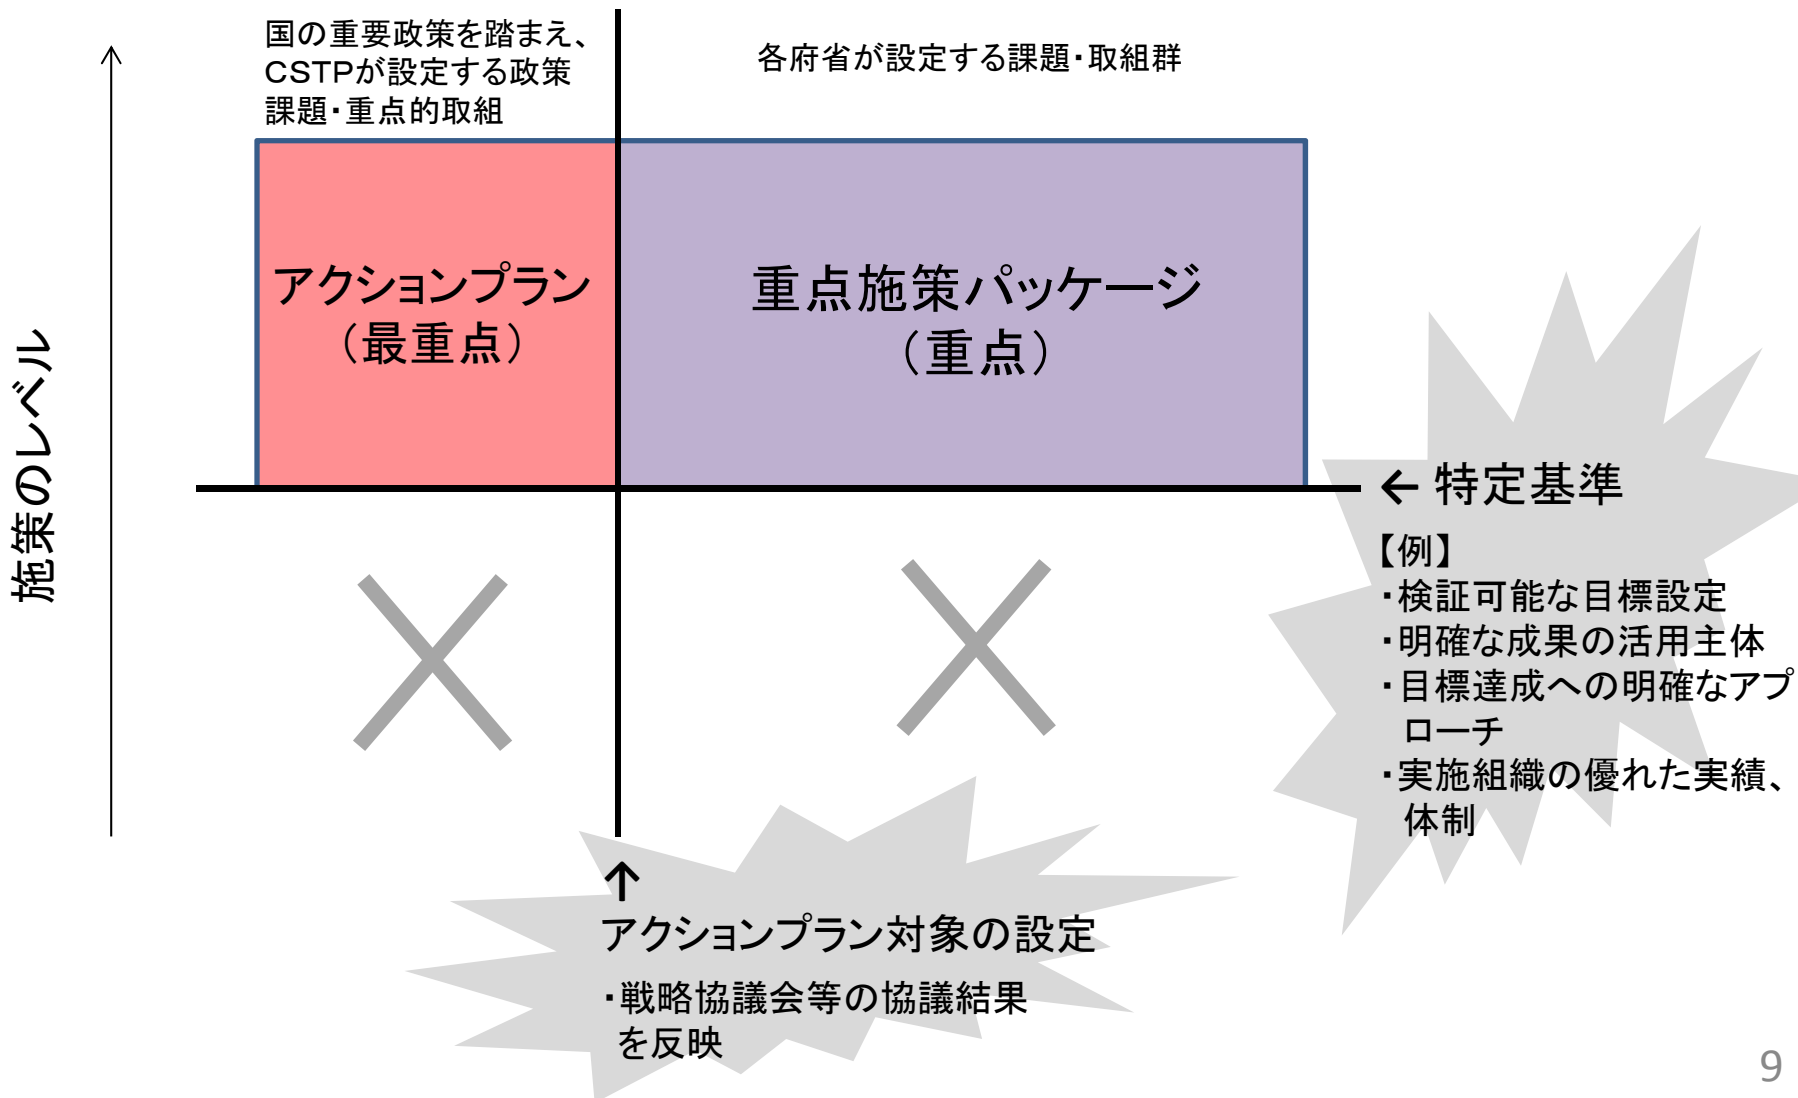 国の重要政策を踏まえ、
CSTPが設定する政策
課題・重点的取組
各府省が設定する課題・取組群
施策のレベル
アクションプラン
（最重点）
重点施策パッケージ
（重点）
← 特定基準
【例】
・検証可能な目標設定
・明確な成果の活用主体
・目標達成への明確なアプ
ローチ
・実施組織の優れた実績、
体制
↑
アクションプラン対象の設定
・戦略協議会等の協議結果
を反映
9